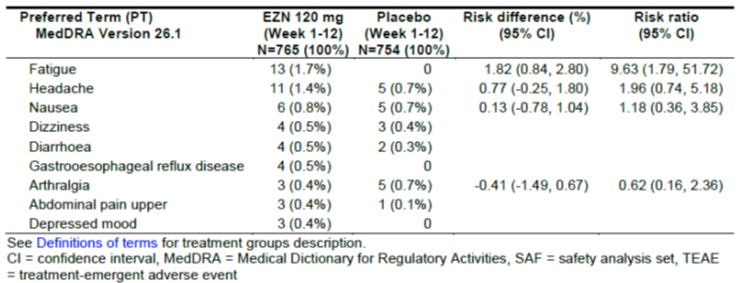 Preferred Term (PT) EZN 120 mg Placebo Risk difference (%) Risk ratio
MedDRA Version 26.1 (Week 1-12) (Week 1-12) (95% CI) (95% CI)
N=765 (100%) N=754 (100%)
Fatigue 13 (1.7%) 0 1.82 (0.84, 2.80) 9.63 (1.79, 51.72)
Headache 11 (1.4%) 5 (0.7%) 0.77 (-0.25, 1.80) 1.96 (0.74, 5.18)
Nausea 6 (0.8%) 5 (0.7%) 0.13 (-0.78, 1.04) 1.18 (0.36, 3.85)
Dizziness 4 (0.5%) 3 (0.4%)
Diarrhoea 4 (0.5%) 2 (0.3%)
Gastrooesophageal reflux disease 4 (0.5%) 0
Arthralgia 3 (0.4%) 5 (0.7%) -0.41 (-1.49, 0.67) 0.62 (0.16, 2.36)
Abdominal pain upper 3 (0.4%) 1 (0.1%)
Depressed mood 3 (0.4%) 0
See Definitions of terms for treatment groups description.
CI = confidence interval, MedDRA = Medical Dictionary for Regulatory Activities, SAF = safety analysis set, TEAE
= treatment-emergent adverse event